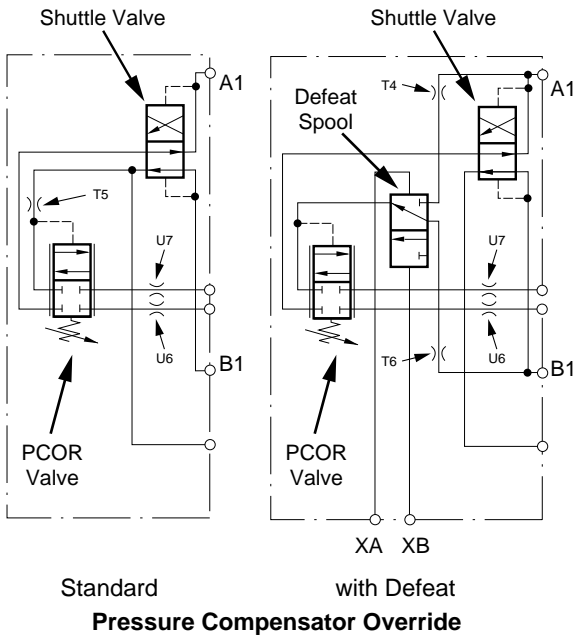 Shuttle Valve
Shuttle Valve
A1
A1
T4
Defeat
Spool
T5
U7
U7
U6
U6
T6
B1
B1
PCOR
Valve
PCOR
Valve
XA XB
Standard
with Defeat
Pressure Compensator Override